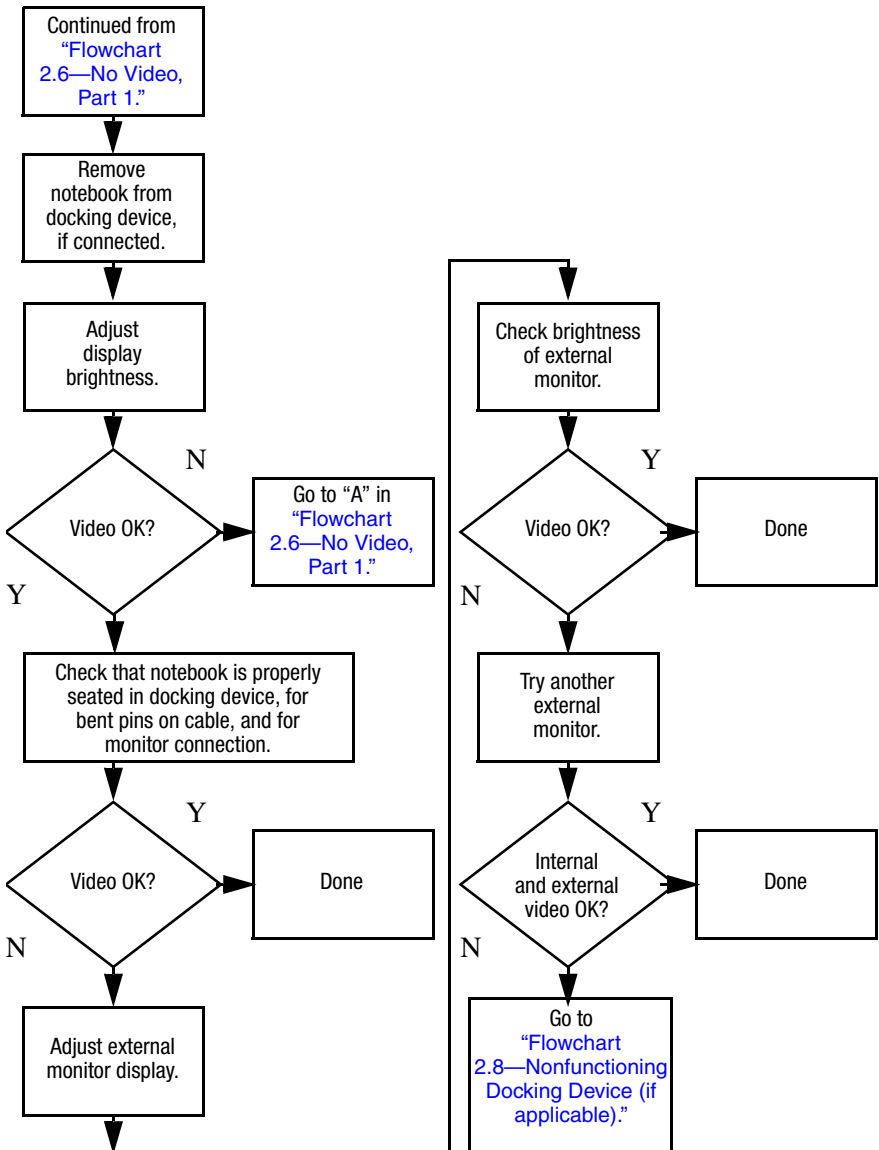 Continued from
“Flowchart
2.6—No Video,
Part 1.”
Remove
notebook from
docking device,
if connected.
Adjust
display
brightness.
N
Video OK?
Go to “A” in
“Flowchart
2.6—No Video,
Part 1.”
Y
Check that notebook is properly
seated in docking device, for
bent pins on cable, and for
monitor connection.
Y
Video OK?
Done
N
Adjust external
monitor display.
Check brightness
of external
monitor.
Y
Video OK?
Done
N
Try another
external
monitor.
Y
Internal
and external
video OK?
Done
N
Go to
“Flowchart
2.8—Nonfunctioning
Docking Device (if
applicable).”